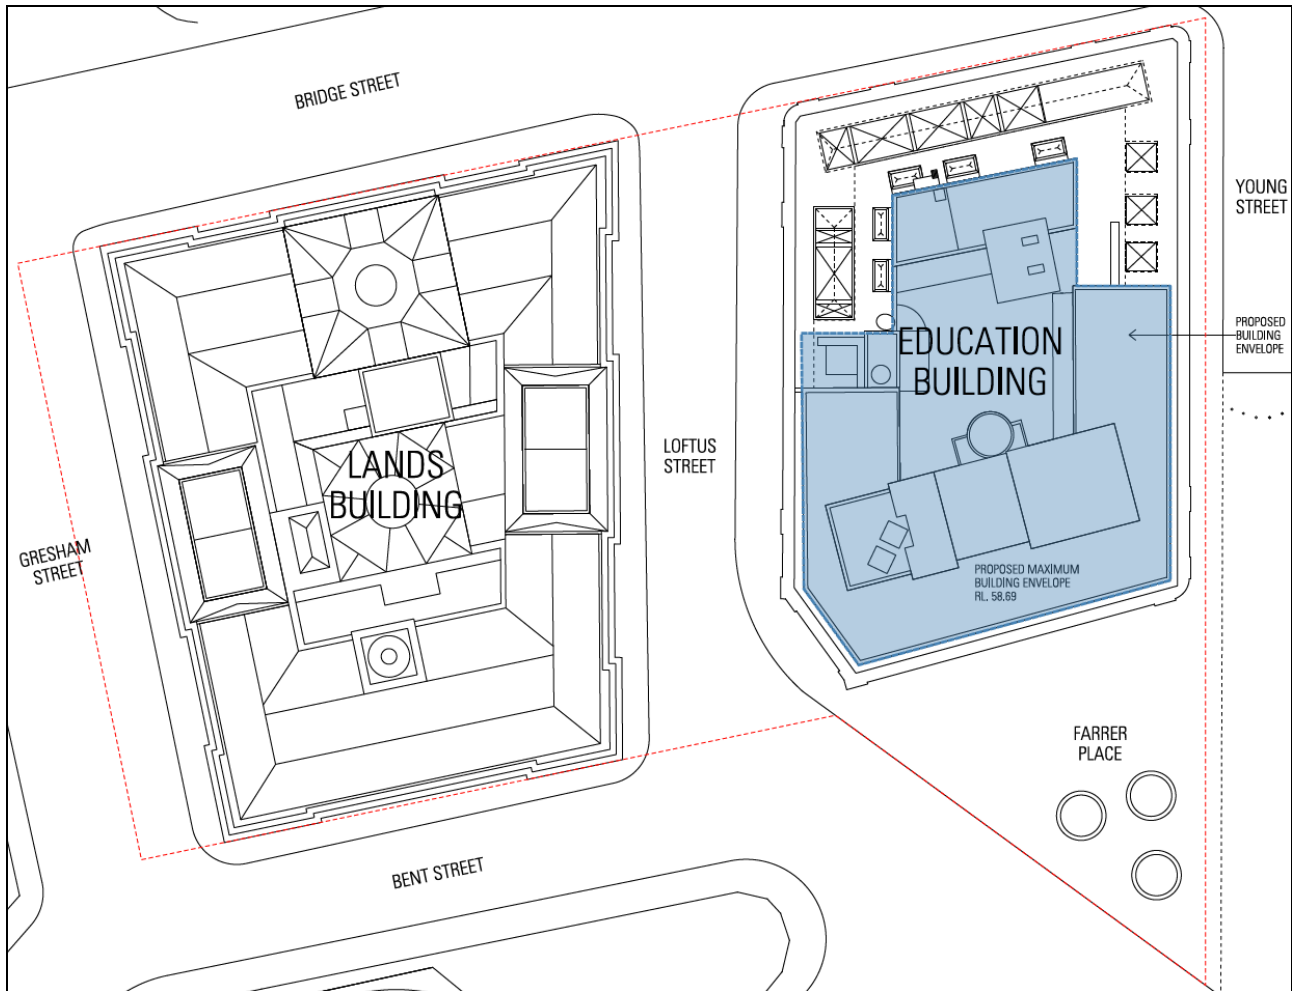 BRIDGE STREET
YOUNG
STREET
PROPOSED
BUILDING
ENVELOPE
EDUCATION
BUILDING
LOFTUS
STREET
LANDS
BUILDING
GRESHAM
STREET
PROPOSED MAXIMUM
BUILDING ENVELOPE
RL. 58.69
FARRER
PLACE
BENT STREET